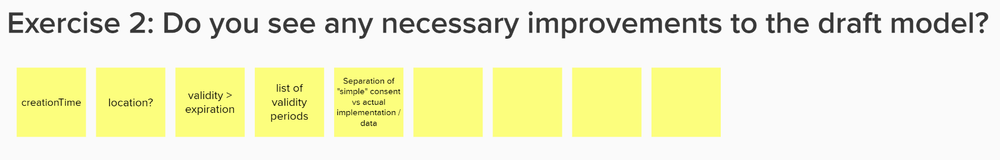 Exercise 2: Do you see any necessary improvements to the draft model?
creationTime
location?
validity >
expiration
list of
validity
periods
Separation of
"simple" consent
vs actual
implementation /
data